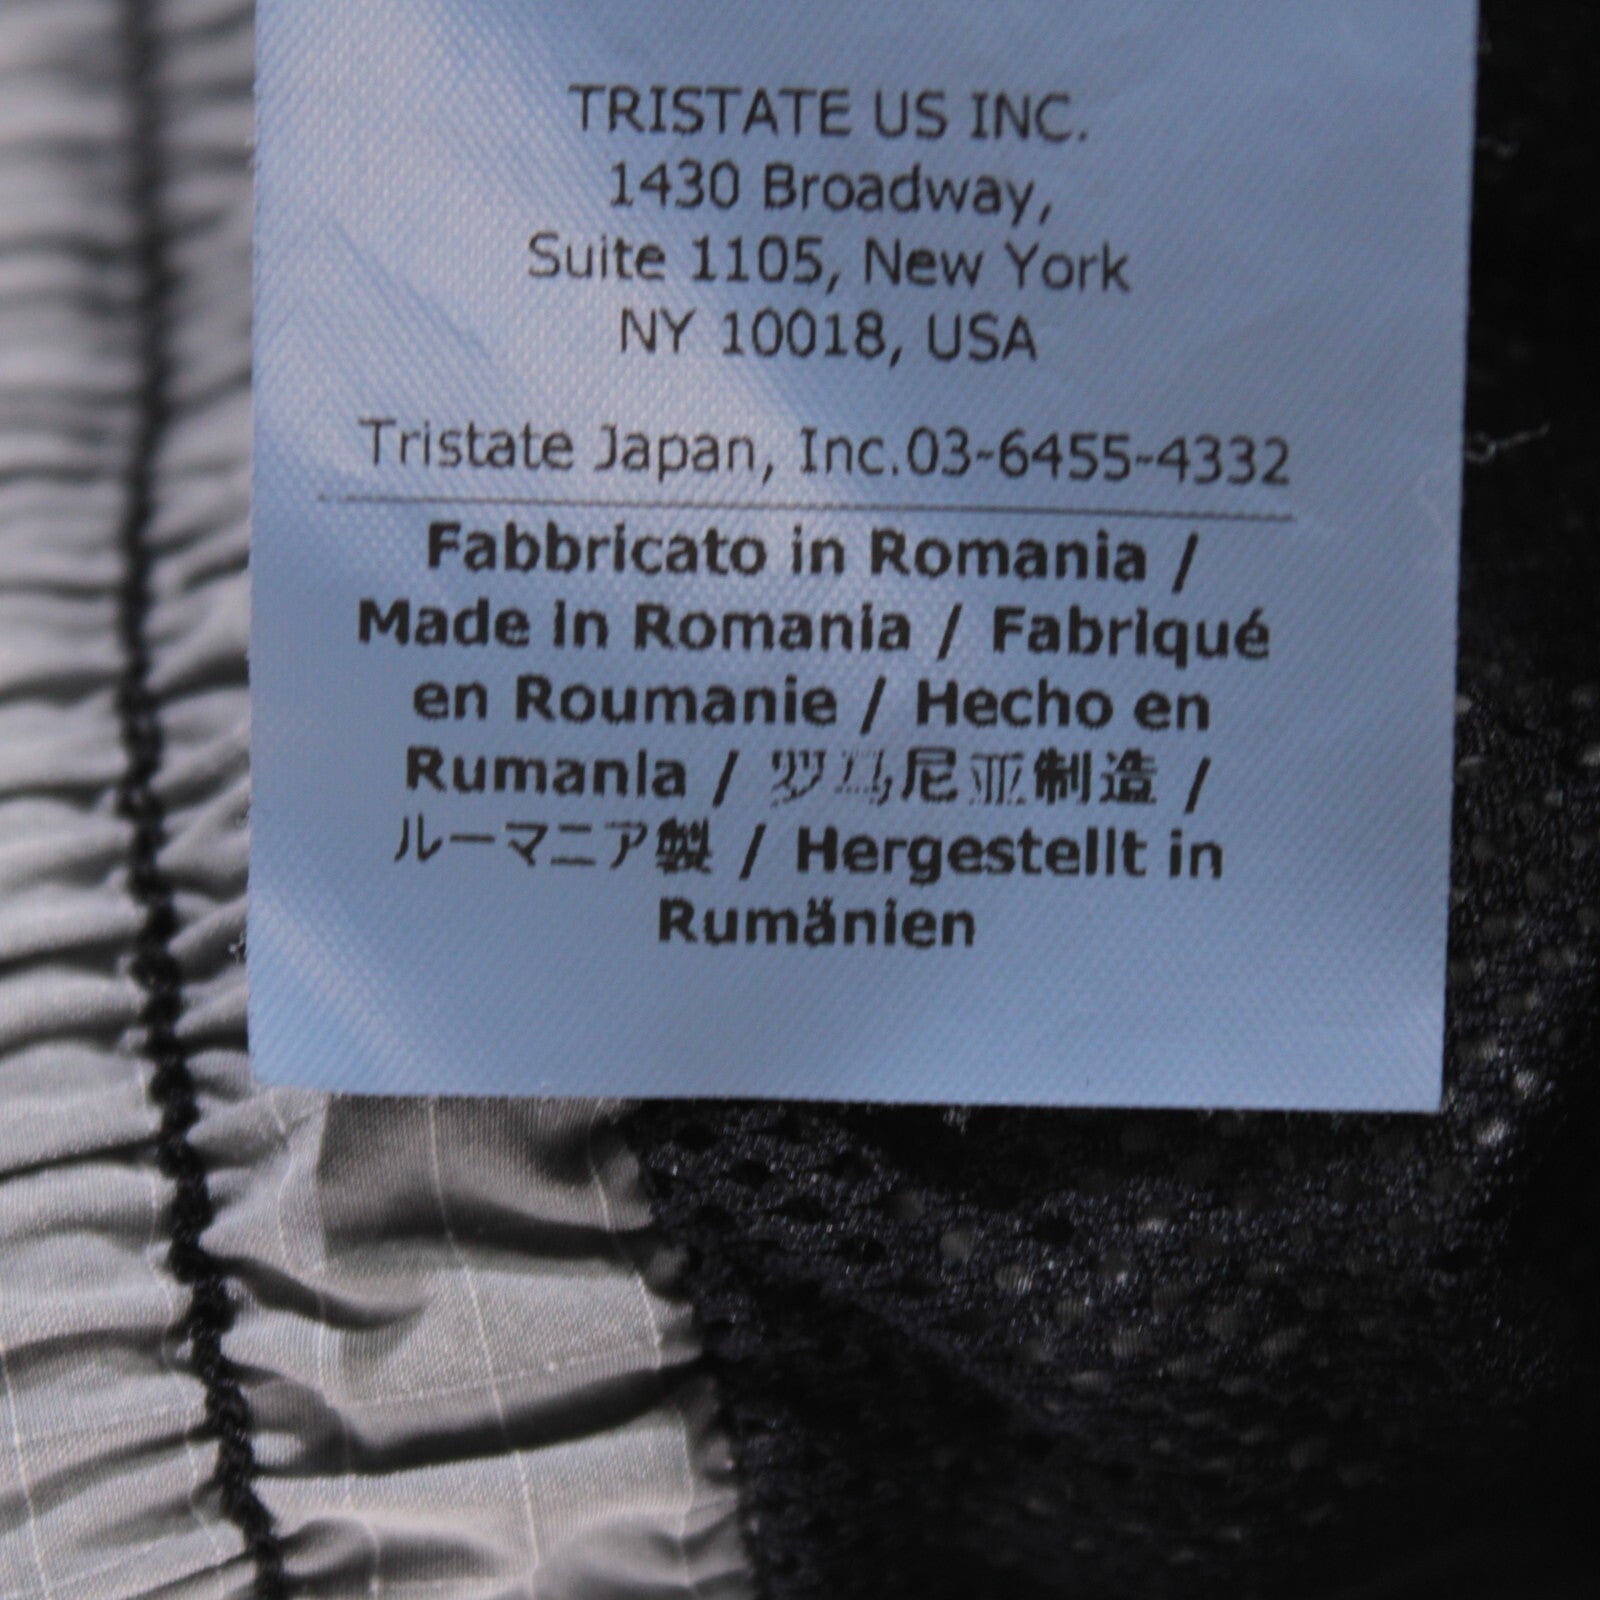 TRISTATE US INC.
1430 Broadway,
Suite 1105, New York
NY 10018, USA
Tristate Japan, Inc.03-6455-4332
Fabbricato in Romania /
Made in Romania / Fabriqué
en Roumanie / Hecho en
Rumania / 罗马尼亚制造 /
ルーマニア製 / Hergestellt in
Rumänien